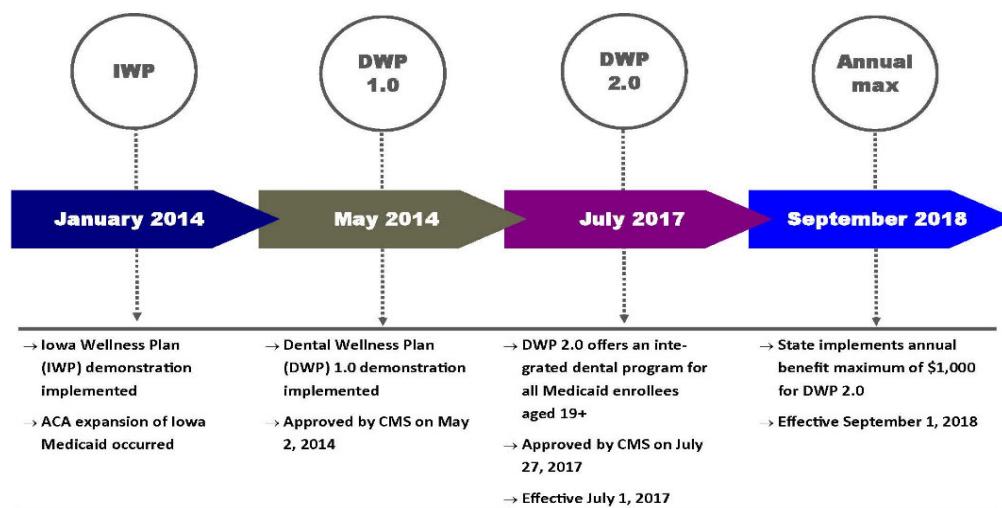 IWP
DWP
1.0
DWP
2.0
Annual
max
January 2014
May 2014
July 2017
September 2018
→ Iowa Wellness Plan
(IWP) demonstration
implemented
→ ACA expansion of Iowa
Medicaid occurred
→ Dental Wellness Plan
(DWP) 1.0 demonstration
implemented
→ Approved by CMS on May
2, 2014
→ DWP 2.0 offers an inte-
grated dental program for
all Medicaid enrollees
aged 19+
→ Approved by CMS on July
27, 2017
→ Effective July 1, 2017
→ State implements annual
benefit maximum of $1,000
for DWP 2.0
→ Effective September 1, 2018